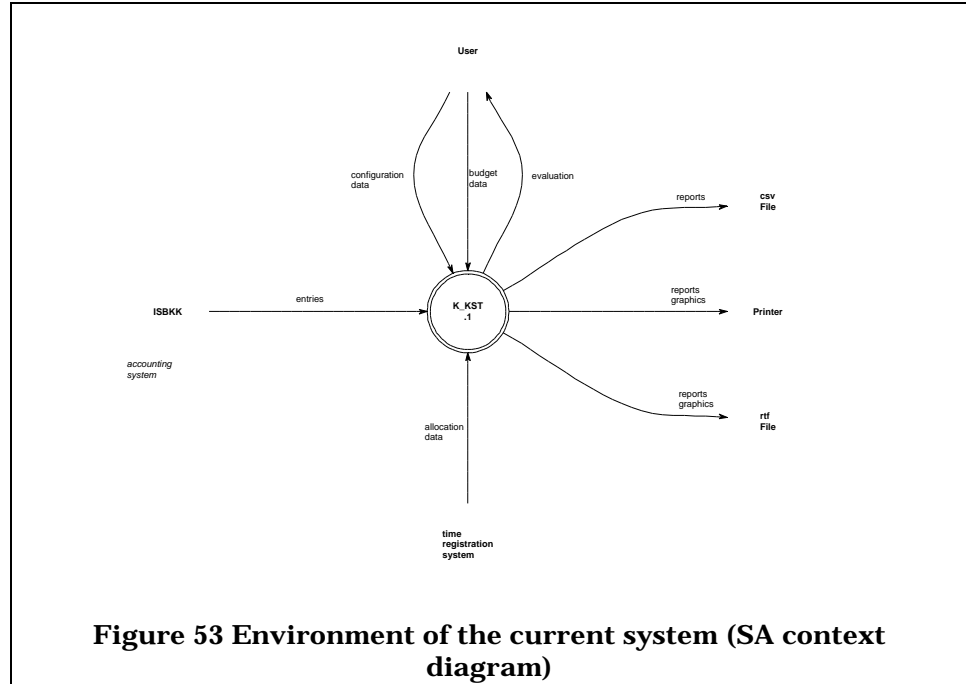 User
configuration
data
budget
data
evaluation
reports
csv
File
K_KST
.1
entries
ISBKK
reports
graphics
Printer
accounting
system
reports
graphics
rtf
File
allocation
data
time
registration
system
Figure 53 Environment of the current system (SA context
diagram)